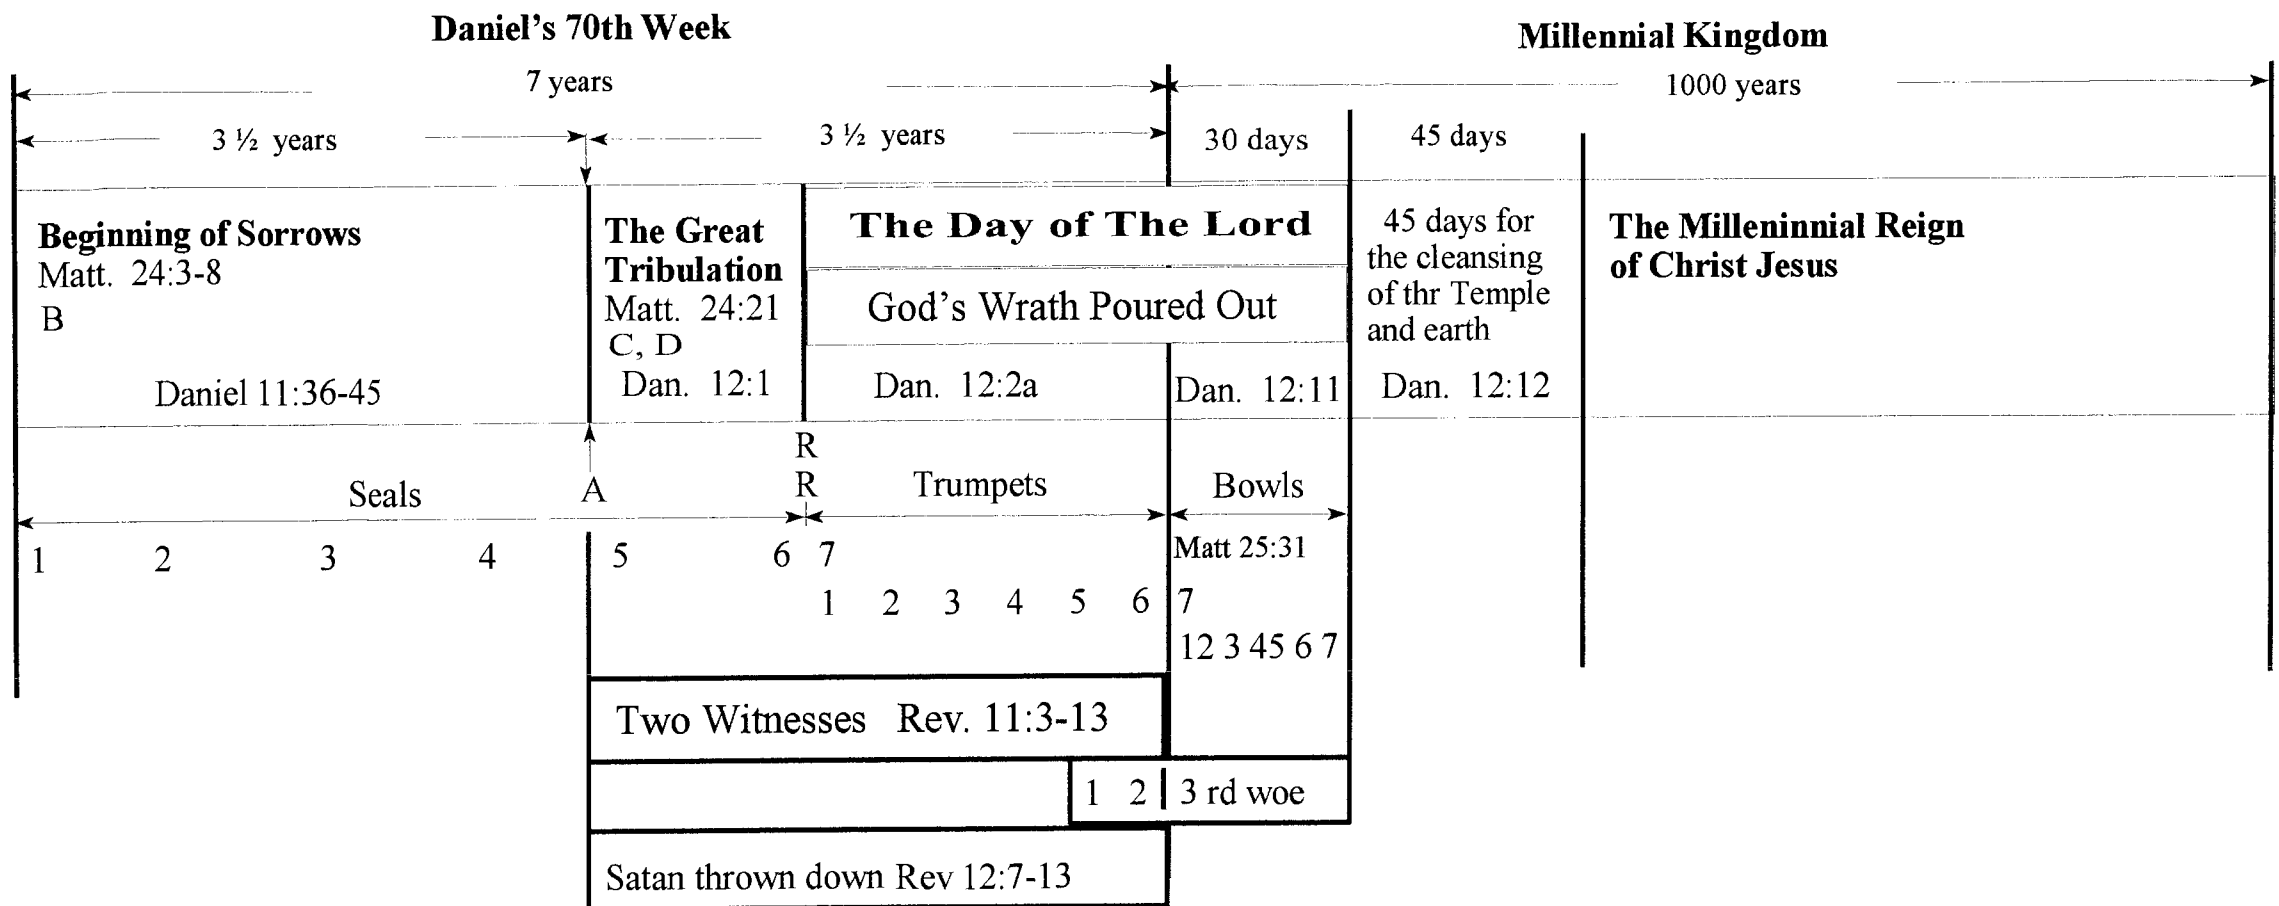 Daniel's 70th Week
Millennial Kingdom
7 years
1000 years
3 ½ years
3 ½ years
30 days
45 days
Beginning of Sorrows
Matt. 24:3-8
B
Daniel 11:36-45
The Great
Tribulation
Matt. 24:21
C, D
Dan. 12:1
The Day of The Lord
God's Wrath Poured Out
Dan. 12:2a
Dan. 12:11
45 days for
the cleansing
of thr Temple
and earth
Dan. 12:12
The Milleninnial Reign
of Christ Jesus
Seals
A
R
R
Trumpets
Bowls
1 2 3 4 5 6 7
Matt 25:31
1 2 3 4 5 6 7
12 3 45 6 7
Two Witnesses Rev. 11:3-13
1 2 3 rd woe
Satan thrown down Rev 12:7-13